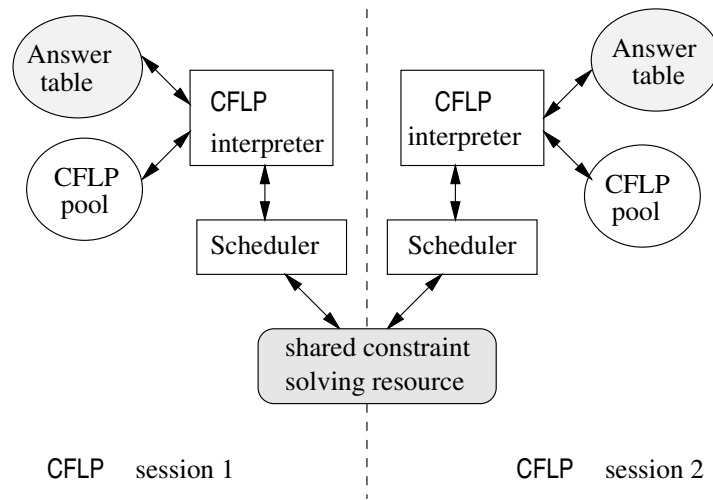 Answer
table
CFLP
interpreter
CFLP
pool
Scheduler
CFLP
interpreter
Answer
table
CFLP
pool
Scheduler
shared constraint
solving resource
CFLP session 1
CFLP session 2